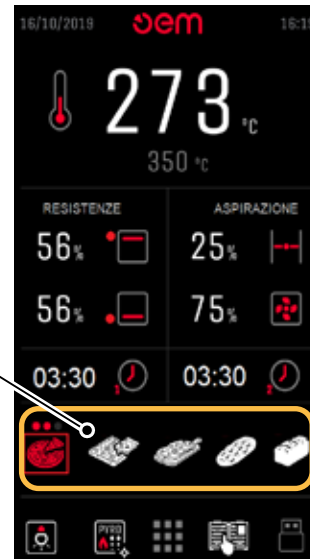 16/10/2019 oem 16:15
273 °C
350 °C
RESISTENZE ASPIRAZIONE
56% 25%
56% 75%
03:30 1 03:30 2
PYRO